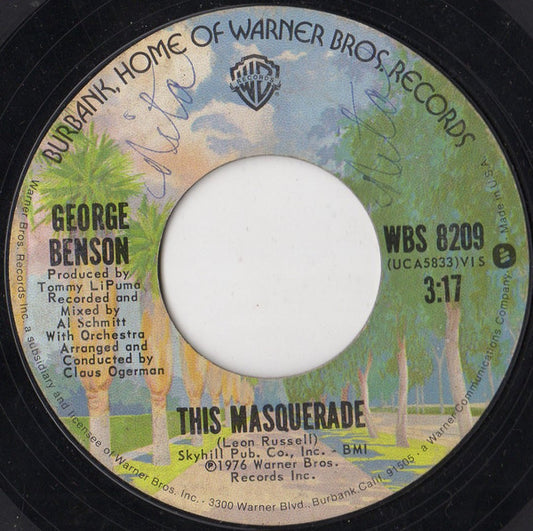 BURBANK, HOME OF WARNER BROS. RECORDS
WB
RECORDS
Nita
Nita
GEORGE
BENSON
Produced by
Tommy LiPuma
Recorded and
Mixed by
Al Schmitt
With Orchestra
Arranged and
Conducted by
Claus Ogerman
WBS 8209
(UCA5833)VIS
3:17
THIS MASQUERADE
(Leon Russell)
Skyhill Pub. Co., Inc. - BMI
℗1976 Warner Bros.
Records Inc.
Warner Bros. Records Inc., a subsidiary and licensee of Warner Bros. Inc. - 3300 Warner Blvd., Burbank, Calif. 91505 - a Warner Communications Company. Made in U.S.A.